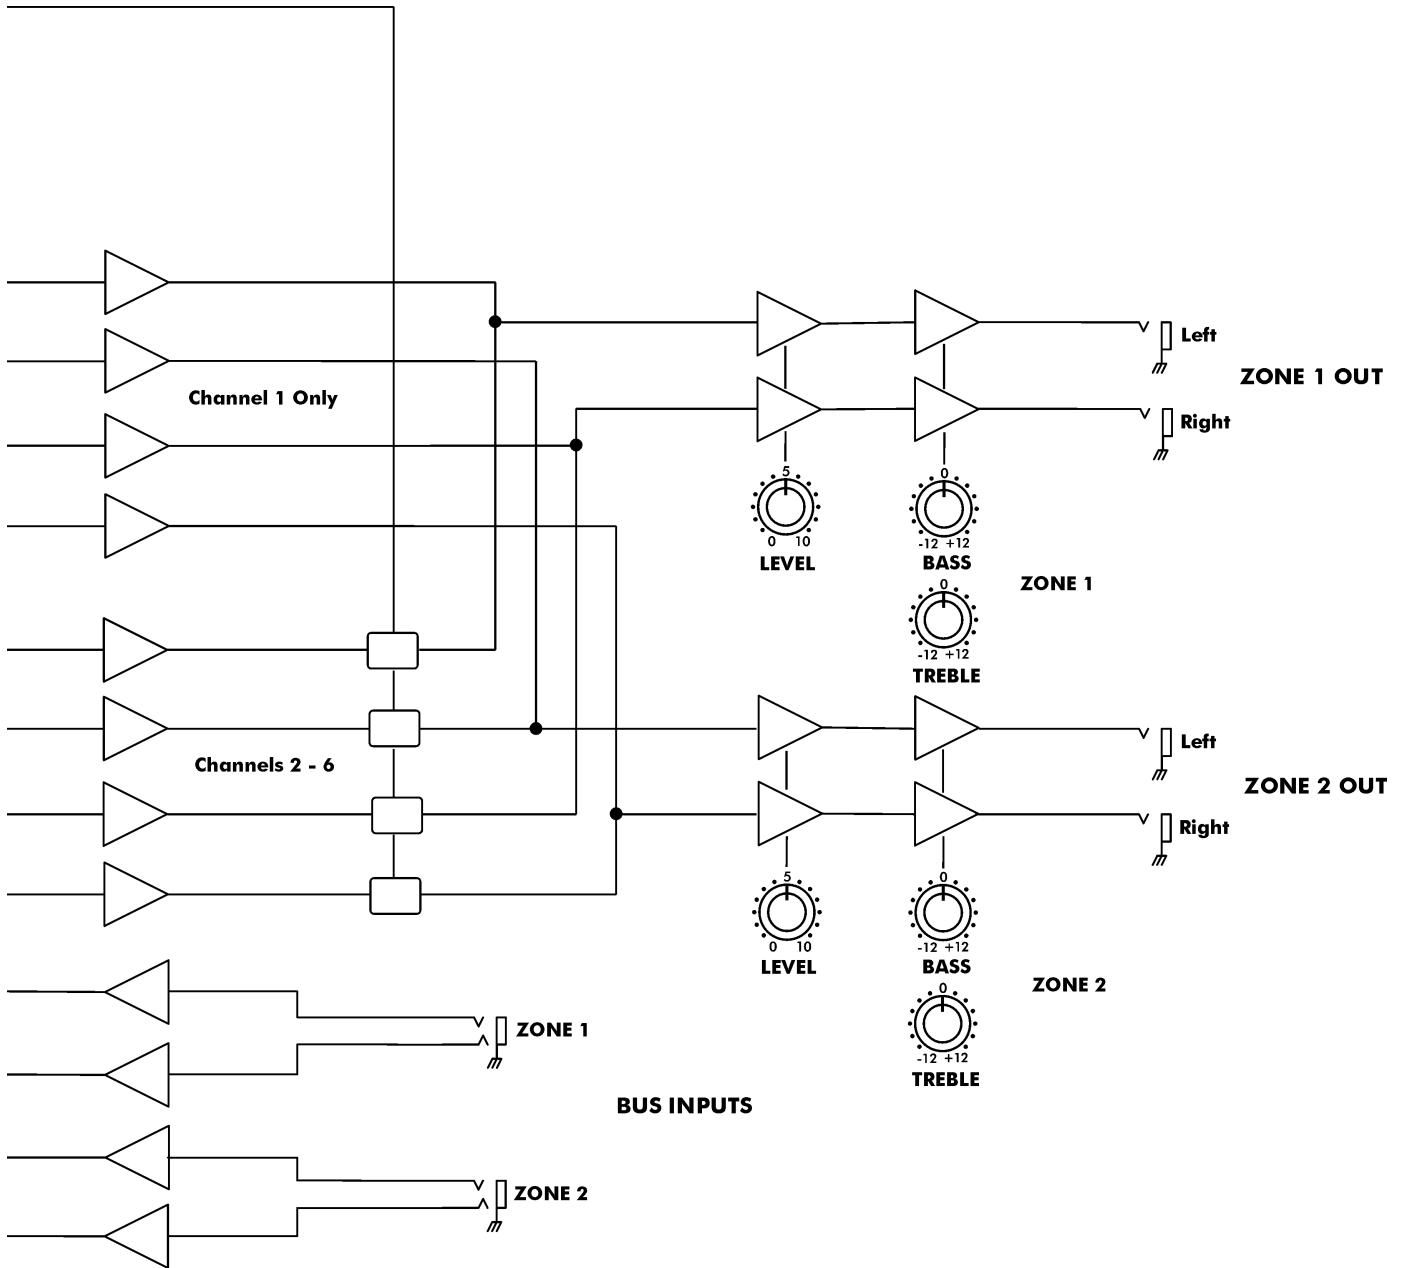 Left
ZONE 1 OUT
Channel 1 Only
Right
5
0
0 10
-12 +12
LEVEL
BASS
ZONE 1
0
-12 +12
TREBLE
Left
Channels 2 - 6
ZONE 2 OUT
Right
5
0
0 10
-12 +12
LEVEL
BASS
ZONE 2
0
ZONE 1
-12 +12
TREBLE
BUS INPUTS
ZONE 2